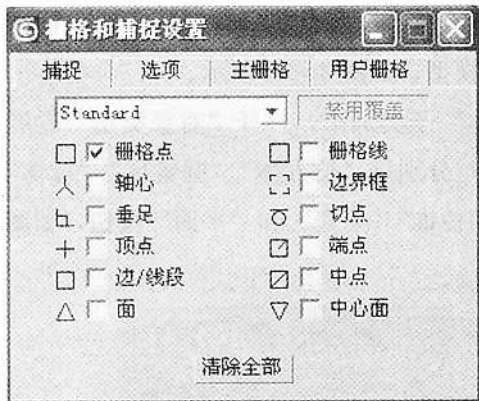 栅格和捕捉设置
捕捉 选项 主栅格 用户栅格
Standard 禁用覆盖
栅格点 栅格线
轴心 边界框
垂足 切点
顶点 端点
边/线段 中点
面 中心面
清除全部